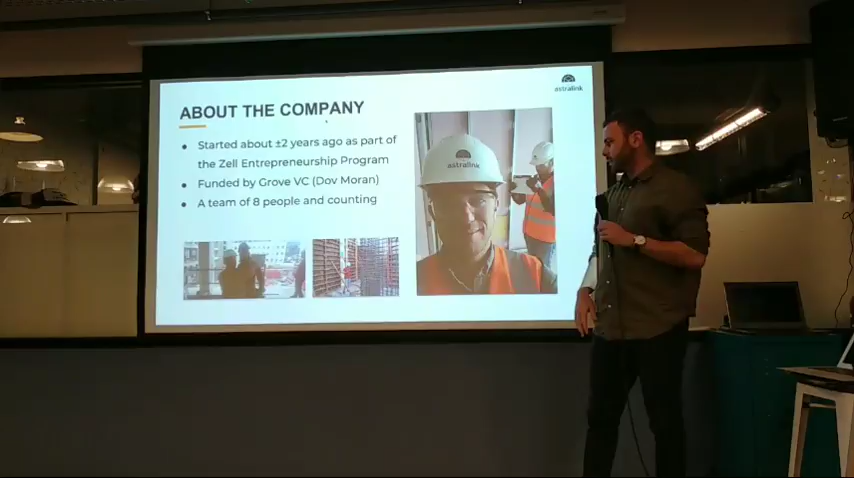 astralink
ABOUT THE COMPANY
● Started about ±2 years ago as part of
the Zell Entrepreneurship Program
● Funded by Grove VC (Dov Moran)
● A team of 8 people and counting
astralink